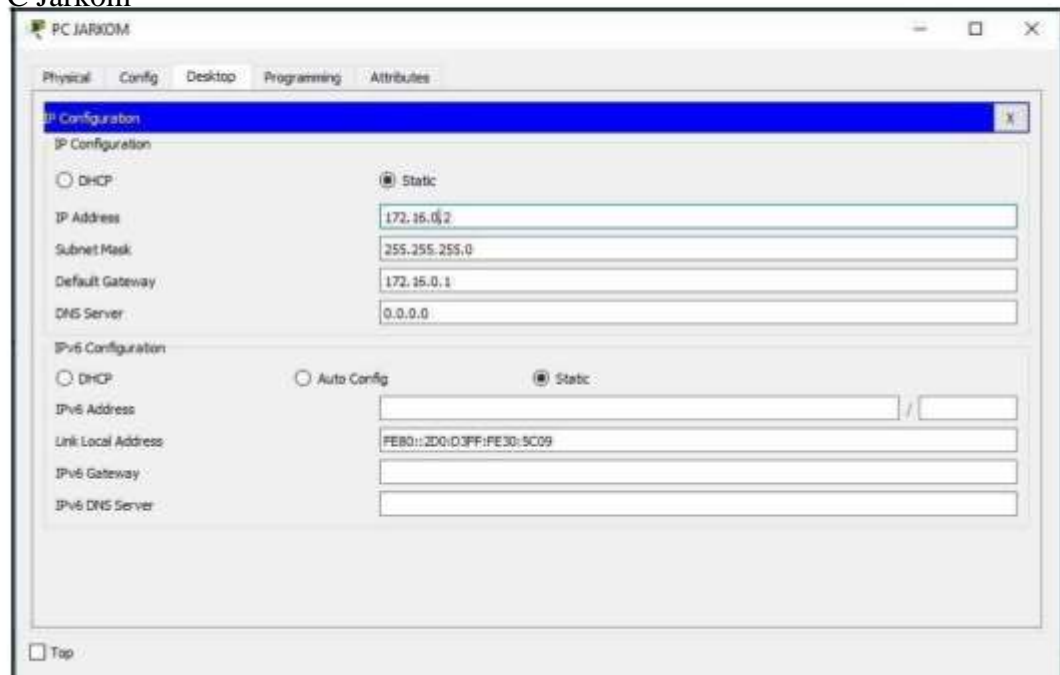 C Jarkom
PC JARKOM
Physical Config Desktop Programming Attributes
IP Configuration X
IP Configuration
DHCP Static
IP Address 172.16.0.2
Subnet Mask 255.255.255.0
Default Gateway 172.16.0.1
DNS Server 0.0.0.0
IPv6 Configuration
DHCP Auto Config Static
IPv6 Address /
Link Local Address FE80::2D0:D3FF:FE30:5C09
IPv6 Gateway
IPv6 DNS Server
Top